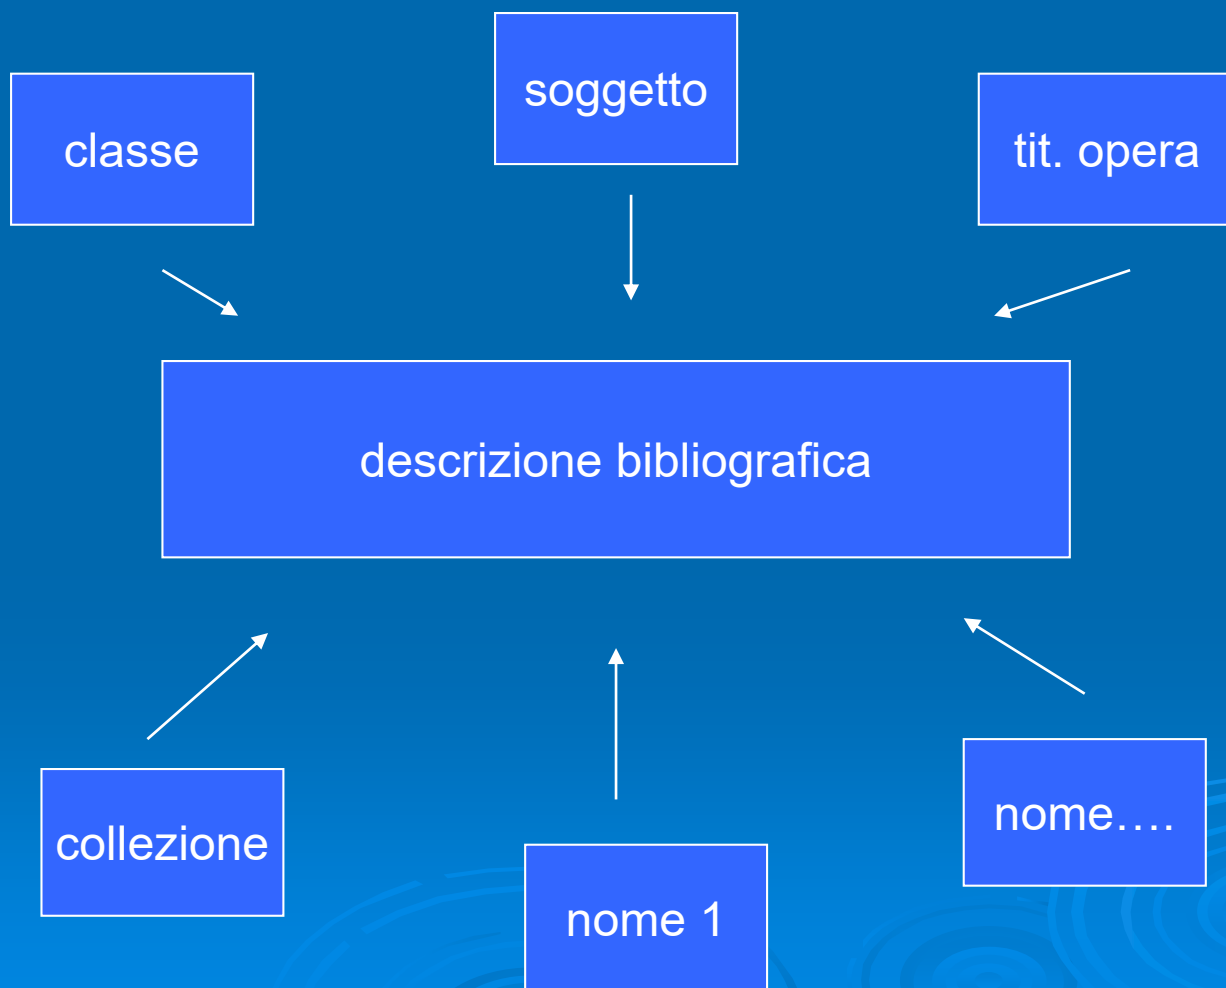 soggetto
classe
tit. opera
descrizione bibliografica
collezione
nome 1
nome….